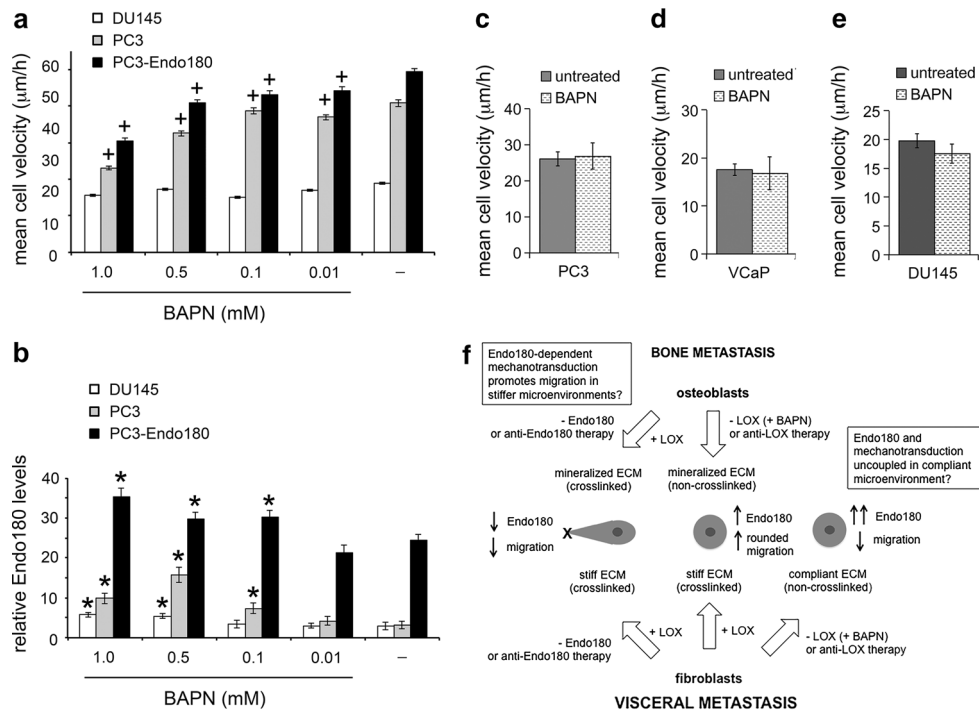 a
DU145
PC3
PC3-Endo180
mean cell velocity (µm/h)
60
50
40
30
20
10
0
+ + + + + + + +
1.0 0.5 0.1 0.01 –
BAPN (mM)
b
DU145
PC3
PC3-Endo180
relative Endo180 levels
40
30
20
10
0
* * * * * * * *
1.0 0.5 0.1 0.01 –
BAPN (mM)
c
untreated
BAPN
mean cell velocity (µm/h)
40
30
20
10
0
PC3
d
untreated
BAPN
mean cell velocity (µm/h)
30
20
10
0
VCaP
e
untreated
BAPN
mean cell velocity (µm/h)
25
20
15
10
5
0
DU145
f
Endo180-dependent
mechanotransduction
promotes migration in
stiffer microenvironments?
BONE METASTASIS
osteoblasts
- Endo180
or anti-Endo180 therapy
+ LOX
- LOX (+ BAPN)
or anti-LOX therapy
Endo180 and
mechanotransduction
uncoupled in compliant
microenvironment?
mineralized ECM
(crosslinked)
mineralized ECM
(non-crosslinked)
↓ Endo180
↓ migration
X
↑ Endo180
↑ rounded
migration
↑↑ Endo180
↓ migration
stiff ECM
(crosslinked)
stiff ECM
(crosslinked)
compliant ECM
(non-crosslinked)
- Endo180
or anti-Endo180 therapy
+ LOX
+ LOX
- LOX (+ BAPN)
or anti-LOX therapy
fibroblasts
VISCERAL METASTASIS